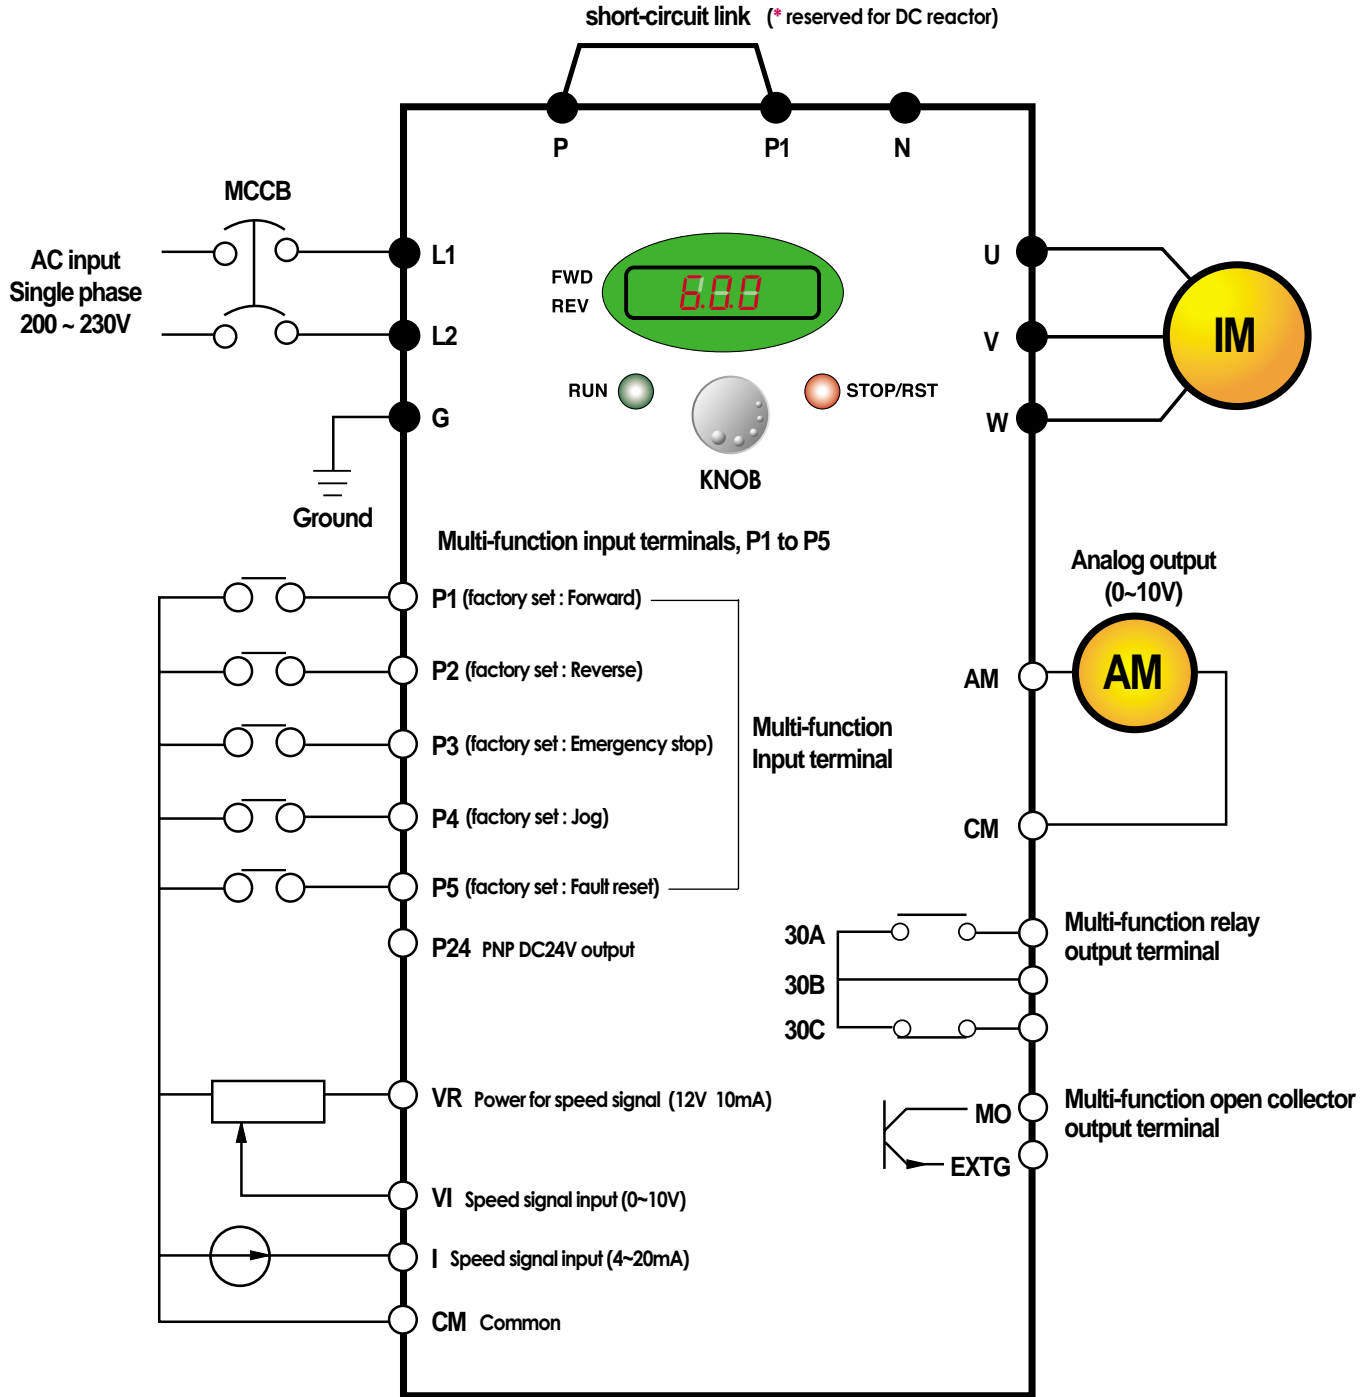 short-circuit link (* reserved for DC reactor)
P
P1
N
MCCB
AC input
Single phase
200 ~ 230V
L1
L2
G
Ground
FWD
REV
6.0.0
RUN
STOP/RST
KNOB
U
V
W
IM
Multi-function input terminals, P1 to P5
P1 (factory set : Forward)
P2 (factory set : Reverse)
P3 (factory set : Emergency stop)
P4 (factory set : Jog)
P5 (factory set : Fault reset)
Multi-function
Input terminal
P24 PNP DC24V output
VR Power for speed signal (12V 10mA)
VI Speed signal input (0~10V)
I Speed signal input (4~20mA)
CM Common
Analog output
(0~10V)
AM
AM
CM
30A
30B
30C
Multi-function relay
output terminal
MO
EXTG
Multi-function open collector
output terminal